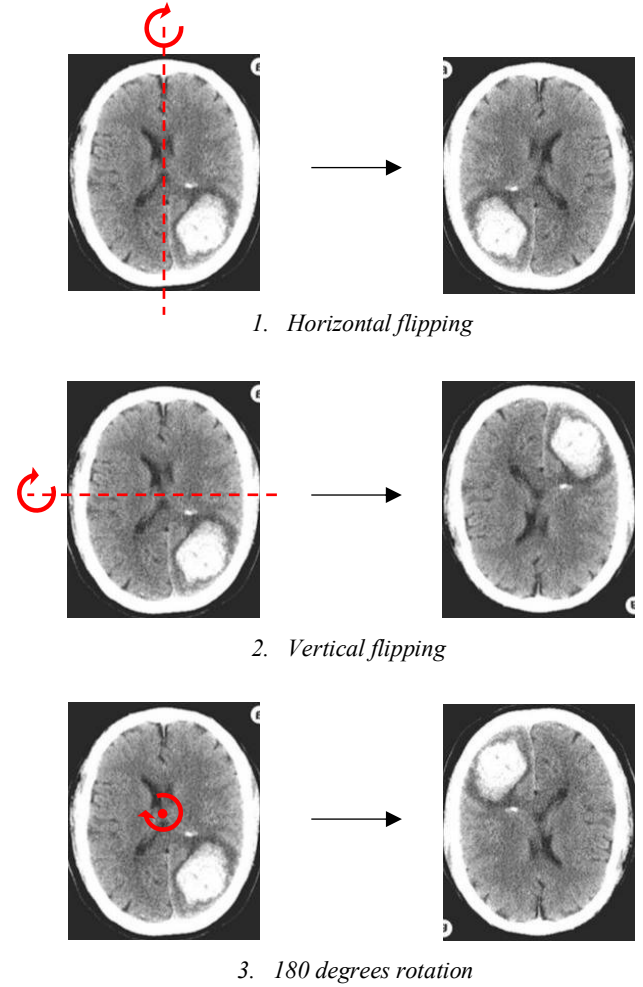 1. Horizontal flipping
2. Vertical flipping
3. 180 degrees rotation